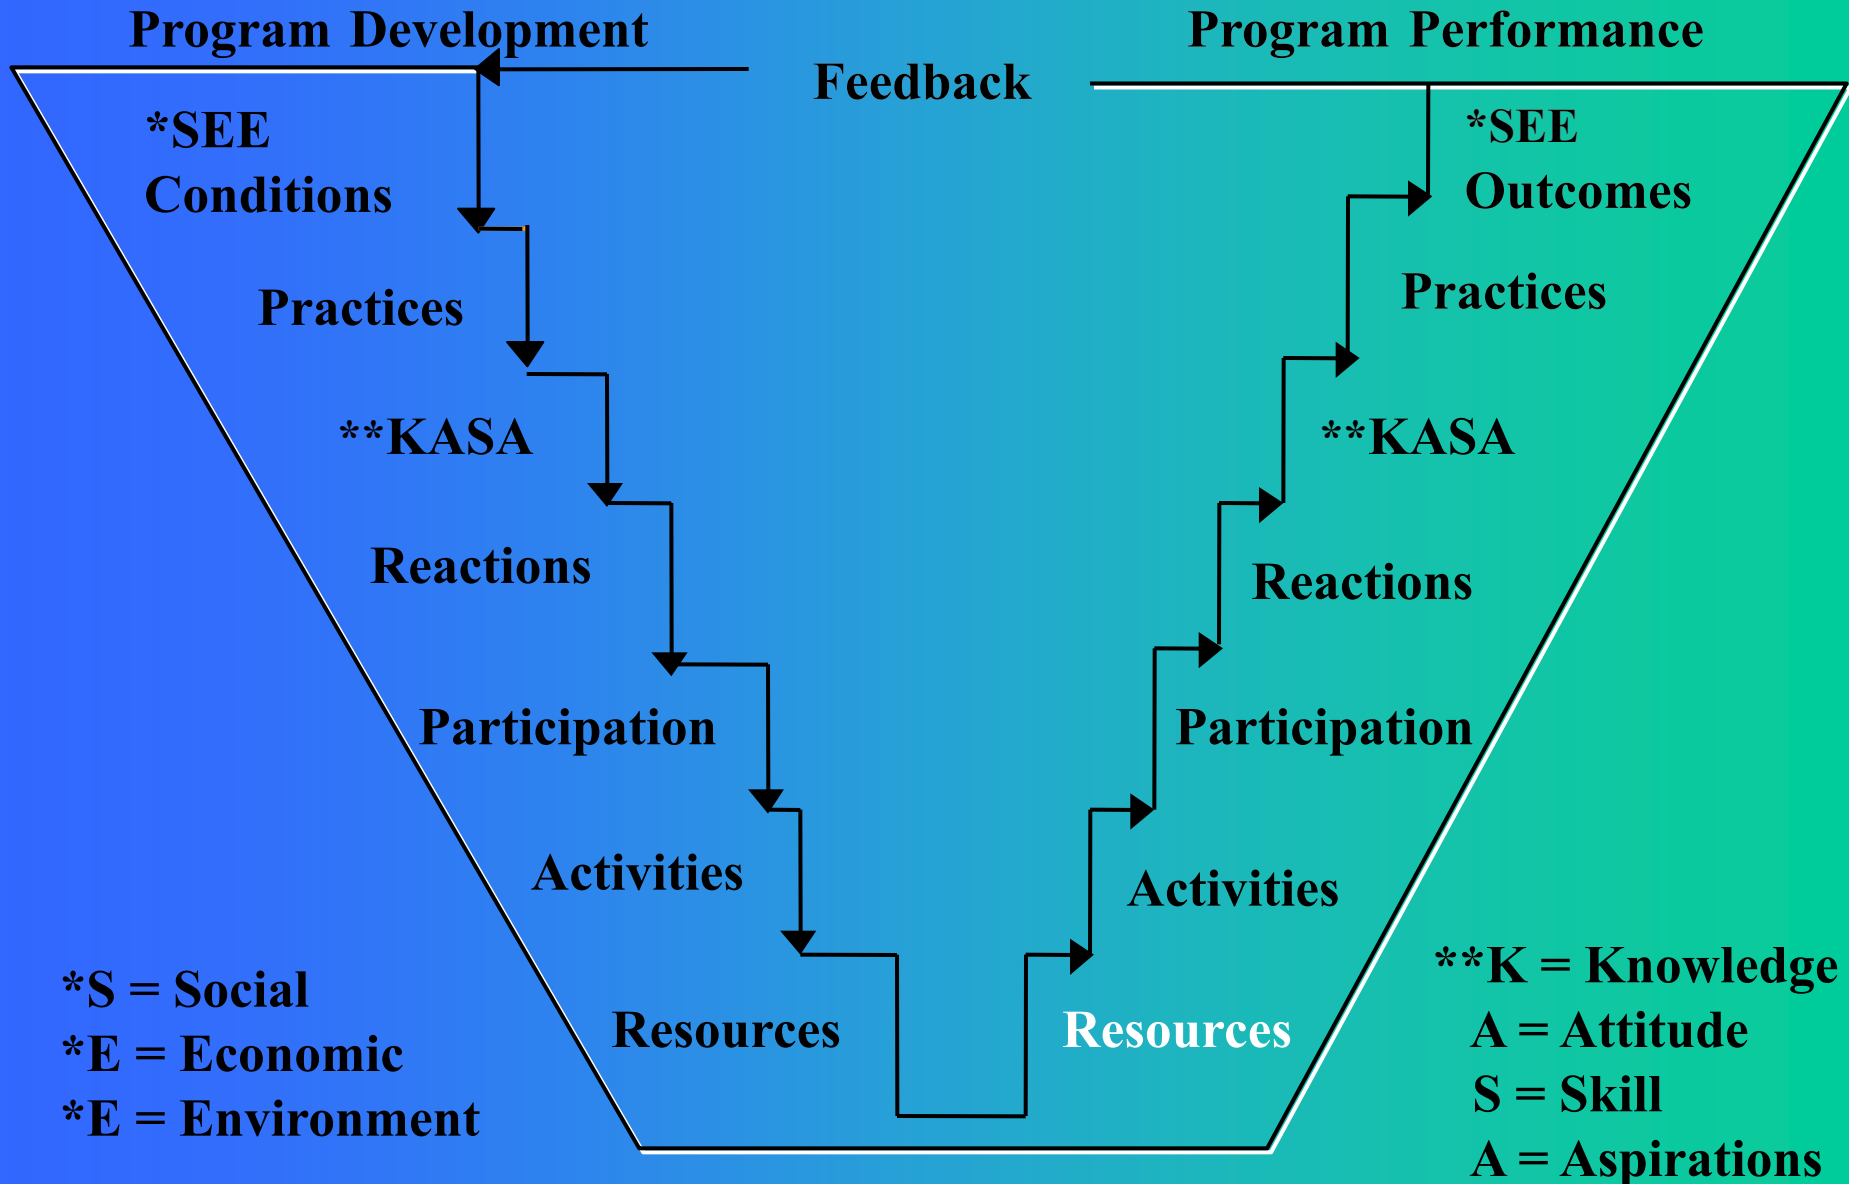 Program Development
Program Performance
Feedback
*SEE
Conditions
Practices
**KASA
Reactions
Participation
Activities
Resources
*SEE
Outcomes
Practices
**KASA
Reactions
Participation
Activities
Resources
*S = Social
*E = Economic
*E = Environment
**K = Knowledge
A = Attitude
S = Skill
A = Aspirations